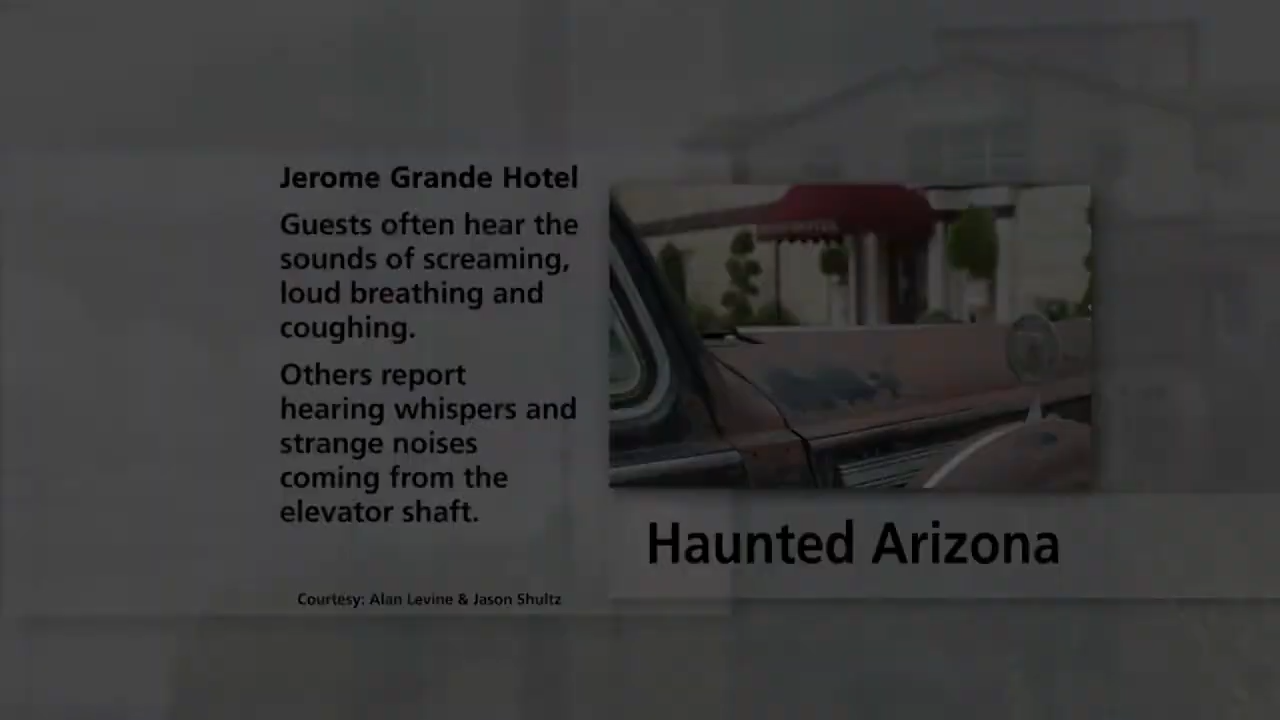 Jerome Grande Hotel
Guests often hear the
sounds of screaming,
loud breathing and
coughing.
Others report
hearing whispers and
strange noises
coming from the
elevator shaft.
Courtesy: Alan Levine & Jason Shultz
Haunted Arizona